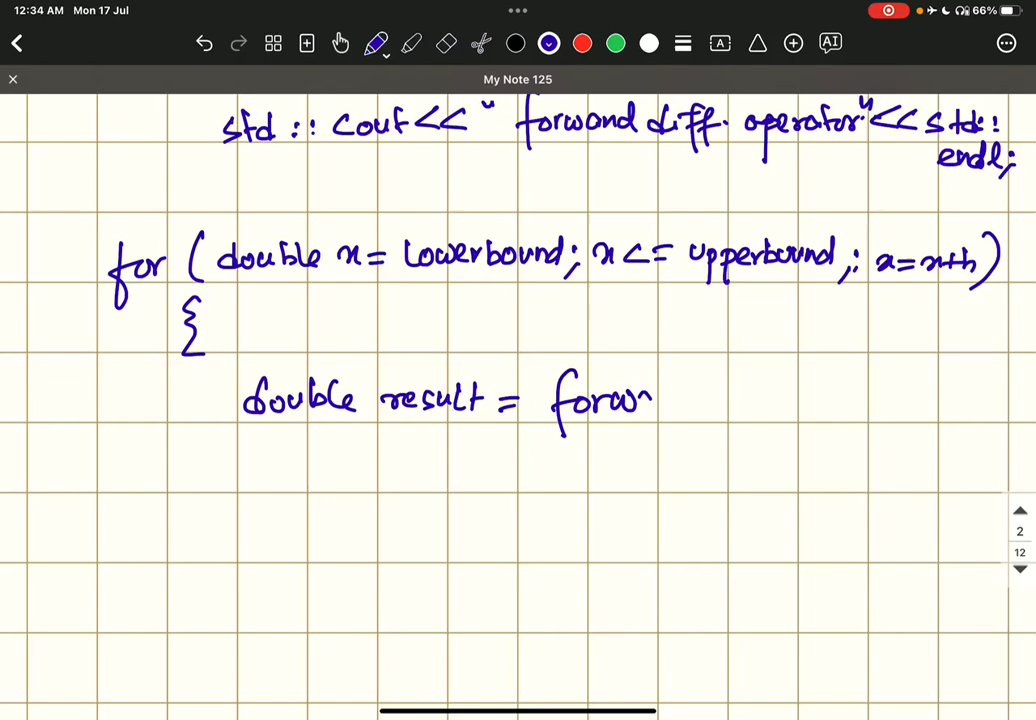 12:34 AM Mon 17 Jul
66%
AI
A
My Note 125
std :: cout<< " forward diff. operator"<< std::
endl;
for ( double x = lowerbound; x <= upperbound; x=x+h)
{
double result = forw
2
12